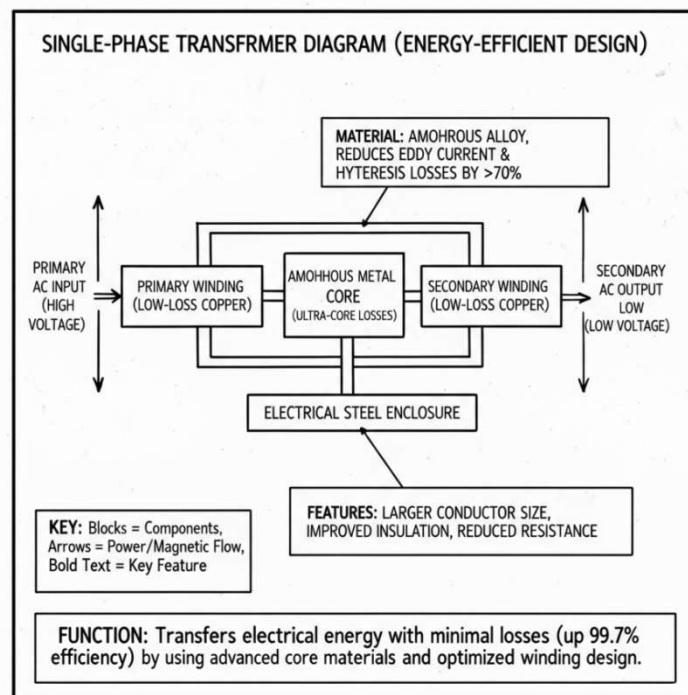 SINGLE-PHASE TRANSFRMER DIAGRAM (ENERGY-EFFICIENT DESIGN)
MATERIAL: AMOHROUS ALLOY,
REDUCES EDDY CURRENT &
HYTERESIS LOSSES BY >70%
PRIMARY
AC INPUT
(HIGH
VOLTAGE)
PRIMARY WINDING
(LOW-LOSS COPPER)
AMOHHOUS METAL
CORE
(ULTRA-CORE LOSSES)
SECONDARY WINDING
(LOW-LOSS COPPER)
SECONDARY
AC OUTPUT
LOW
(LOW VOLTAGE)
ELECTRICAL STEEL ENCLOSURE
FEATURES: LARGER CONDUCTOR SIZE,
IMPROVED INSULATION, REDUCED RESISTANCE
KEY: Blocks = Components,
Arrows = Power/Magnetic Flow,
Bold Text = Key Feature
FUNCTION: Transfers electrical energy with minimal losses (up 99.7%
efficiency) by using advanced core materials and optimized winding design.